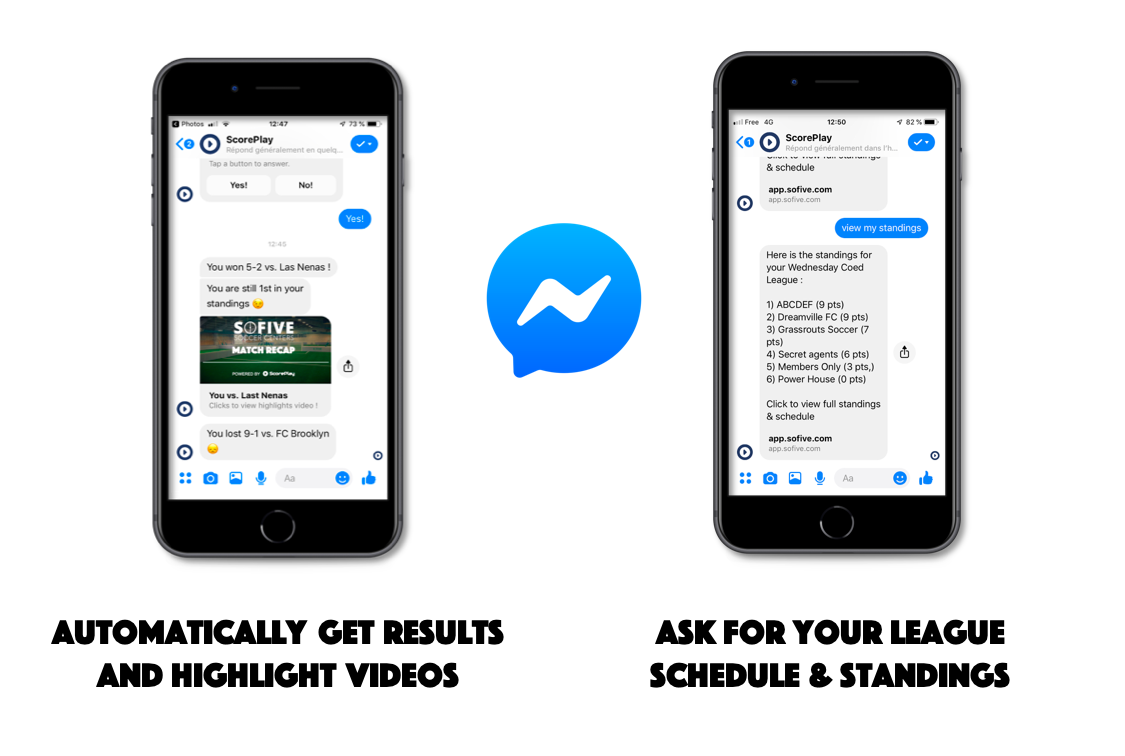 Photos
12:47
73 %
2
ScorePlay
Répond généralement en quelq...
Tap a button to answer.
Yes!
No!
Yes!
12:45
You won 5-2 vs. Las Nenas !
You are still 1st in your
standings 😉
SOFIVE
SOCCER CENTERS
MATCH RECAP
POWERED BY ScorePlay
You vs. Last Nenas
Clicks to view highlights video !
You lost 9-1 vs. FC Brooklyn
😔
Aa
AUTOMATICALLY GET RESULTS
AND HIGHLIGHT VIDEOS
Free 4G
12:50
82 %
1
ScorePlay
Répond généralement dans l'h...
Click to view full standings
& schedule
app.sofive.com
app.sofive.com
view my standings
Here is the standings for
your Wednesday Coed
League :
1) ABCDEF (9 pts)
2) Dreamville FC (9 pts)
3) Grassrouts Soccer (7
pts)
4) Secret agents (6 pts)
5) Members Only (3 pts,)
6) Power House (0 pts)
Click to view full standings
& schedule
app.sofive.com
app.sofive.com
Aa
ASK FOR YOUR LEAGUE
SCHEDULE & STANDINGS